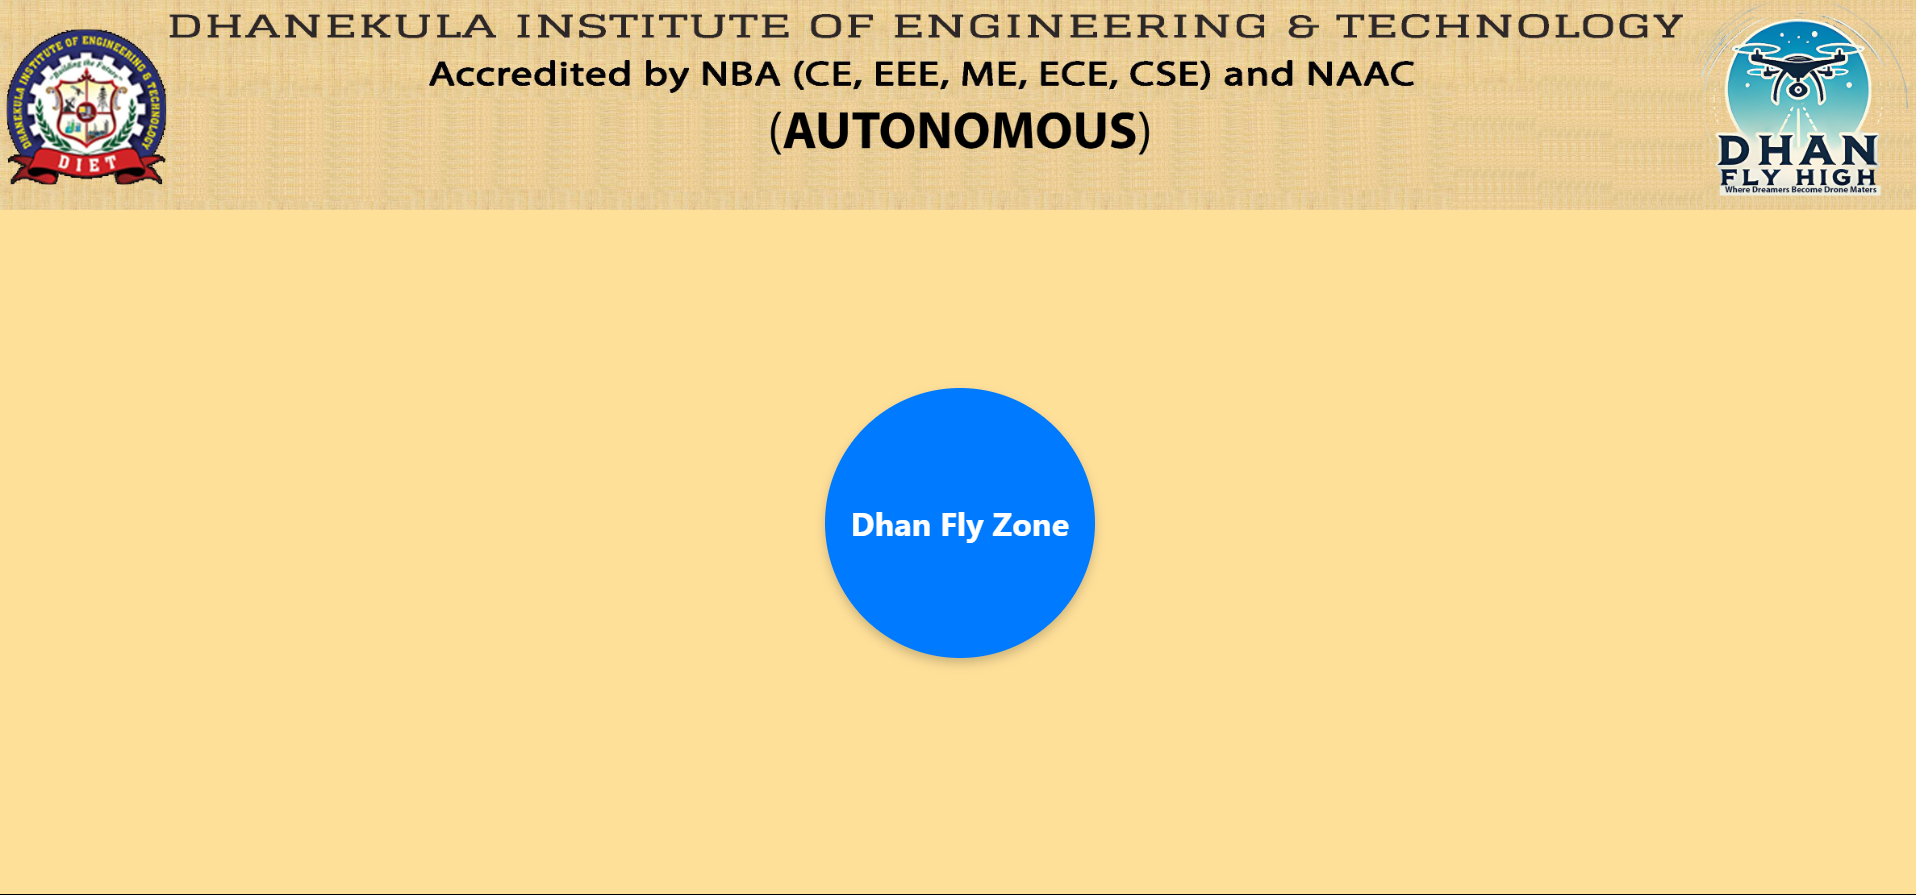 DHANEKULA INSTITUTE OF ENGINEERING & TECHNOLOGY
Accredited by NBA (CE, EEE, ME, ECE, CSE) and NAAC
(AUTONOMOUS)
DHANEKULA INSTITUTE OF ENGINEERING & TECHNOLOGY
"Building the Future"
DIET
DHAN
FLY HIGH
Where Dreamers Become Drone Maters
Dhan Fly Zone